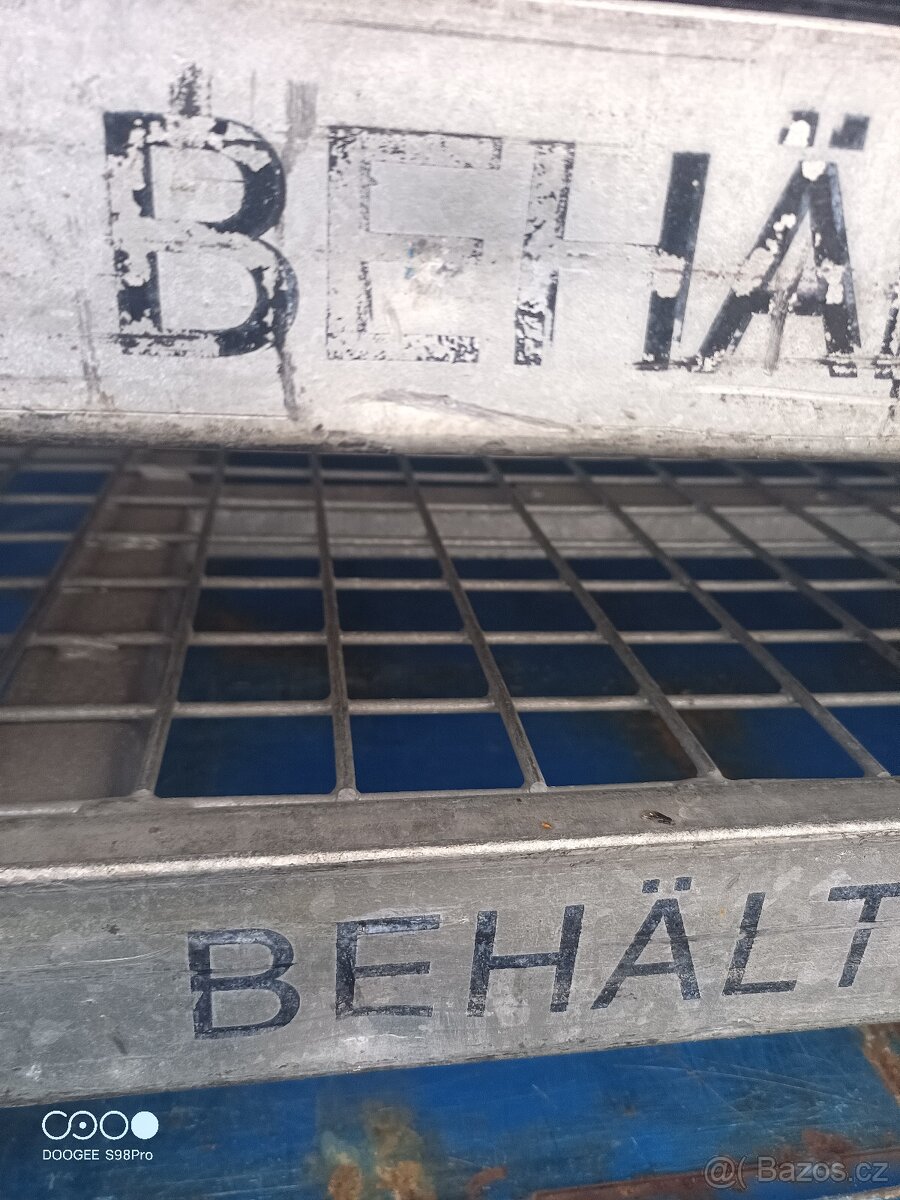 BEHÄ
BEHÄLT
DOOGEE S98Pro
@( Bazos.cz